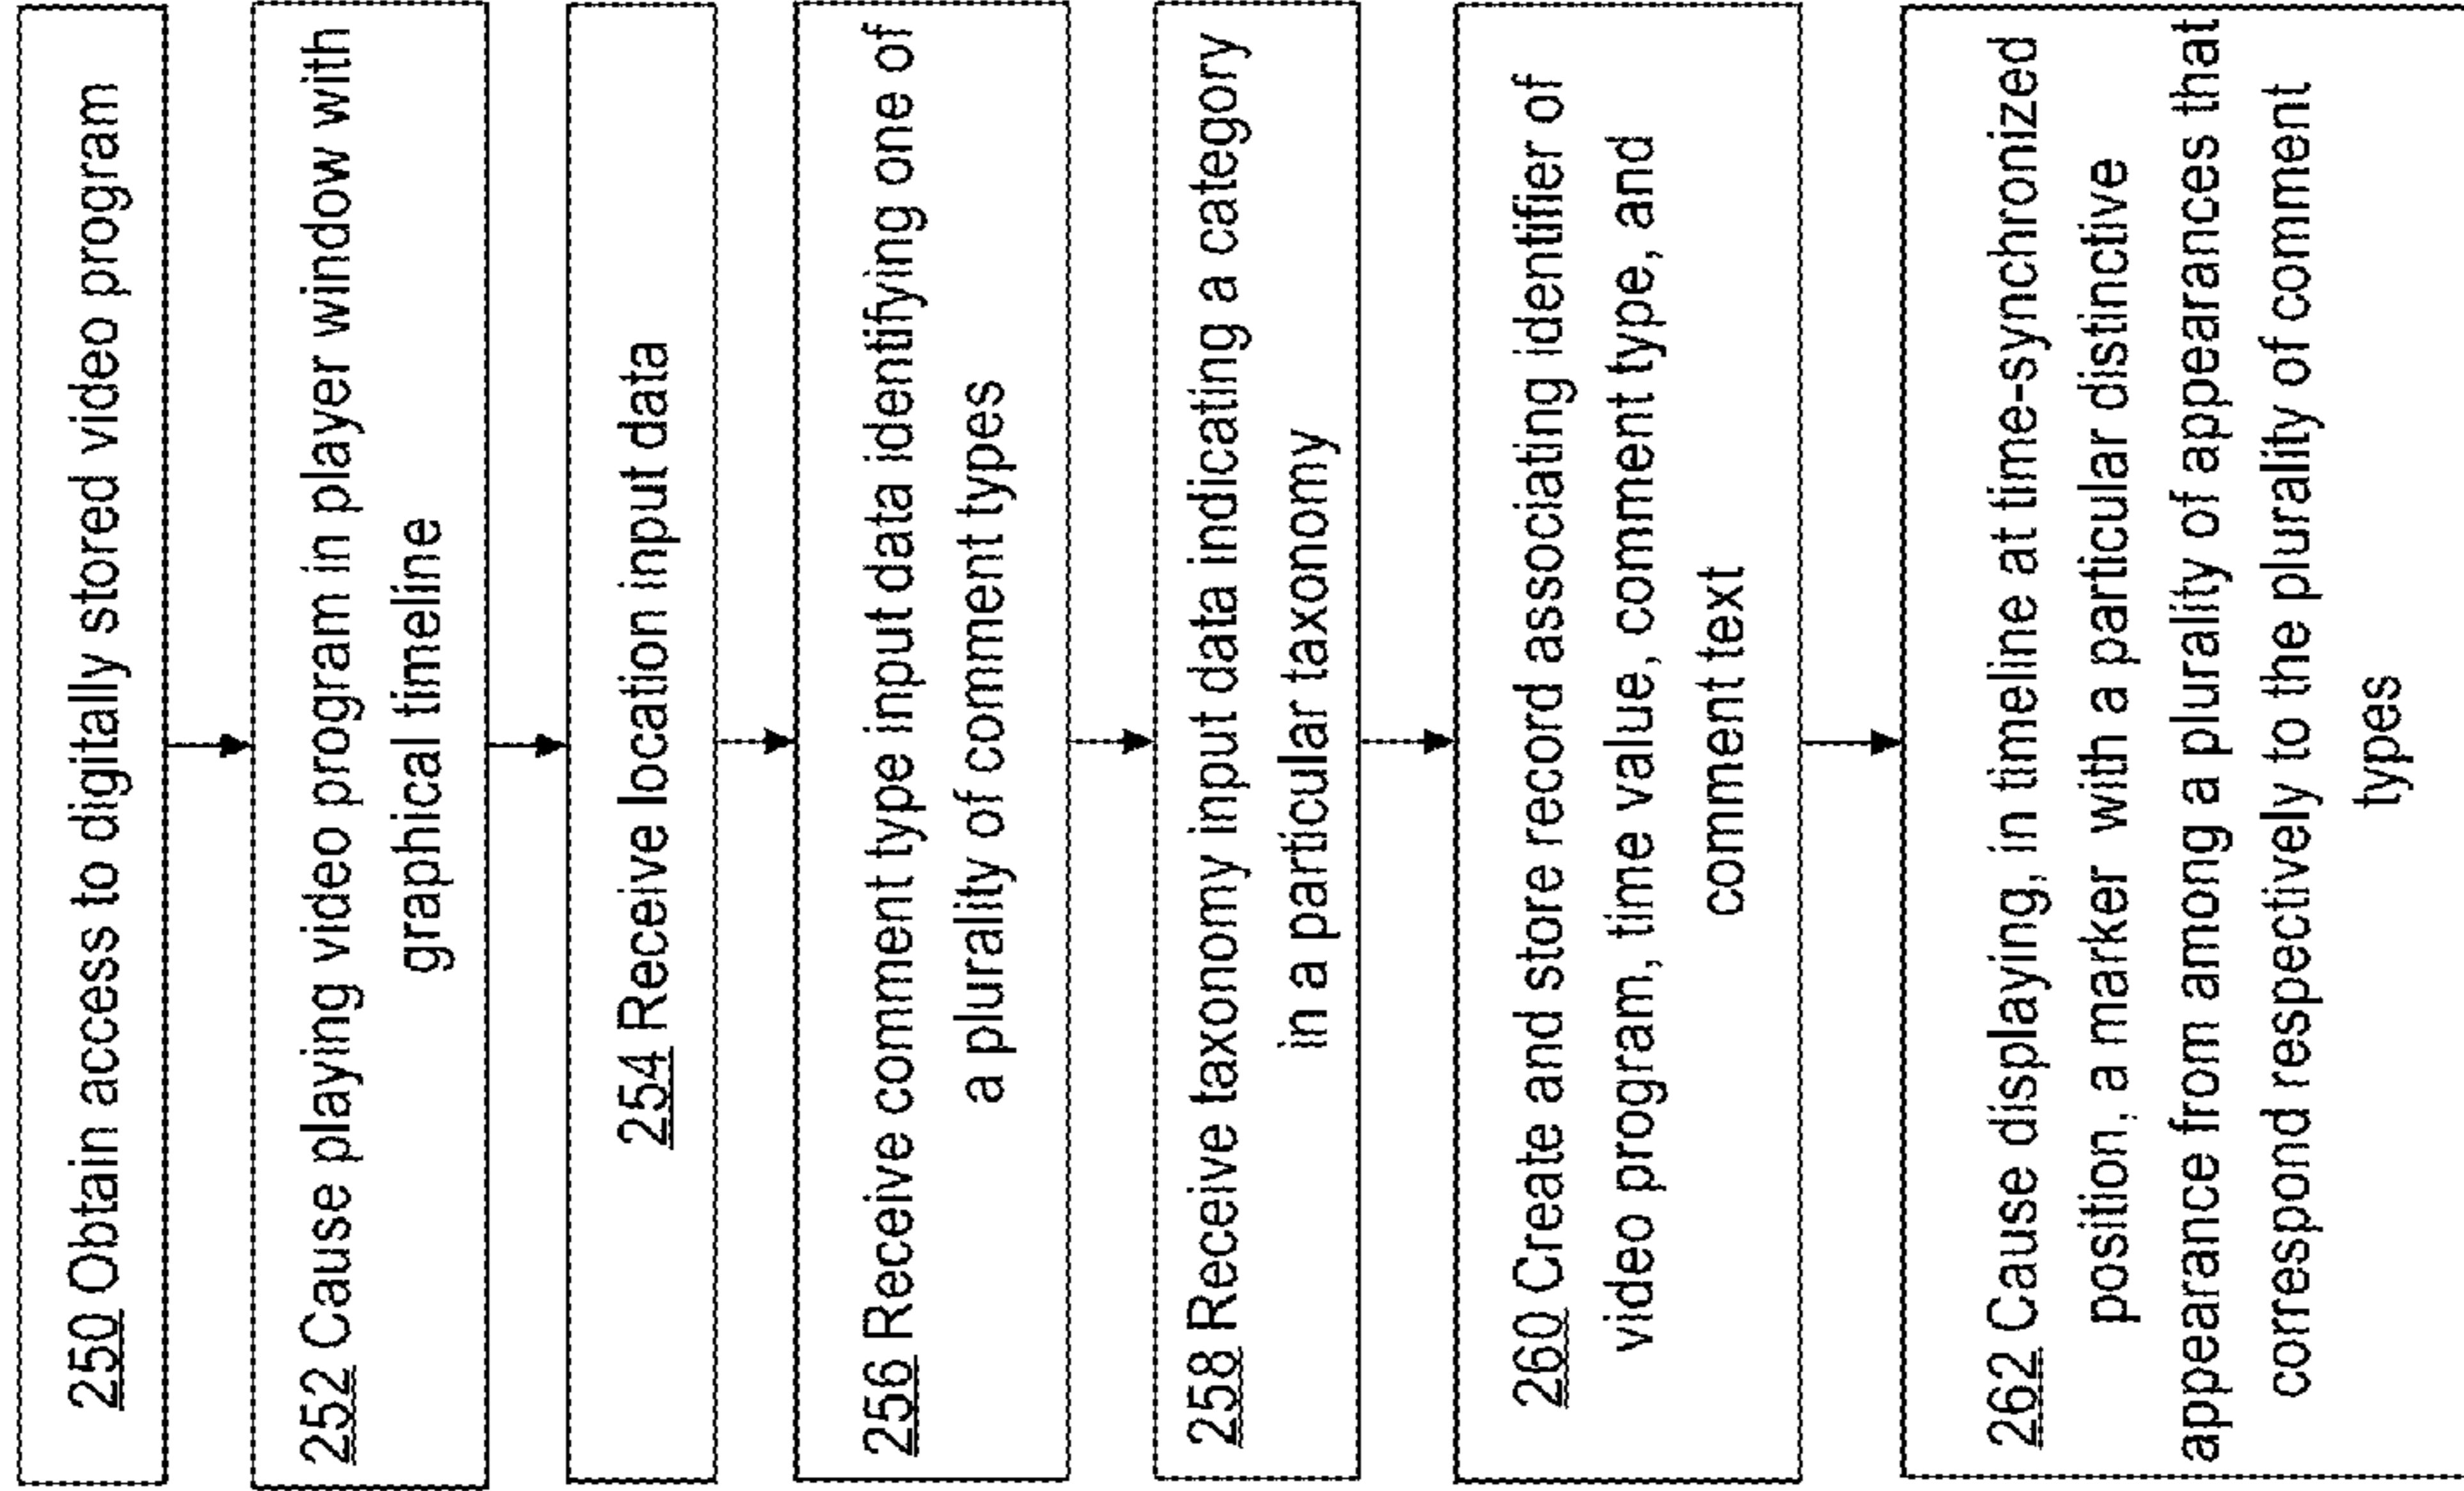 250 Obtain access to digitally stored video program
252 Cause playing video program in player window with
graphical timeline
254 Receive location input data
256 Receive comment type input data identifying one of
a plurality of comment types
258 Receive taxonomy input data indicating a category
in a particular taxonomy
260 Create and store record associating identifier of
video program, time value, comment type, and
comment text
262 Cause displaying, in timeline at time-synchronized
position, a marker with a particular distinctive
appearance from among a plurality of appearances that
correspond respectively to the plurality of comment
types